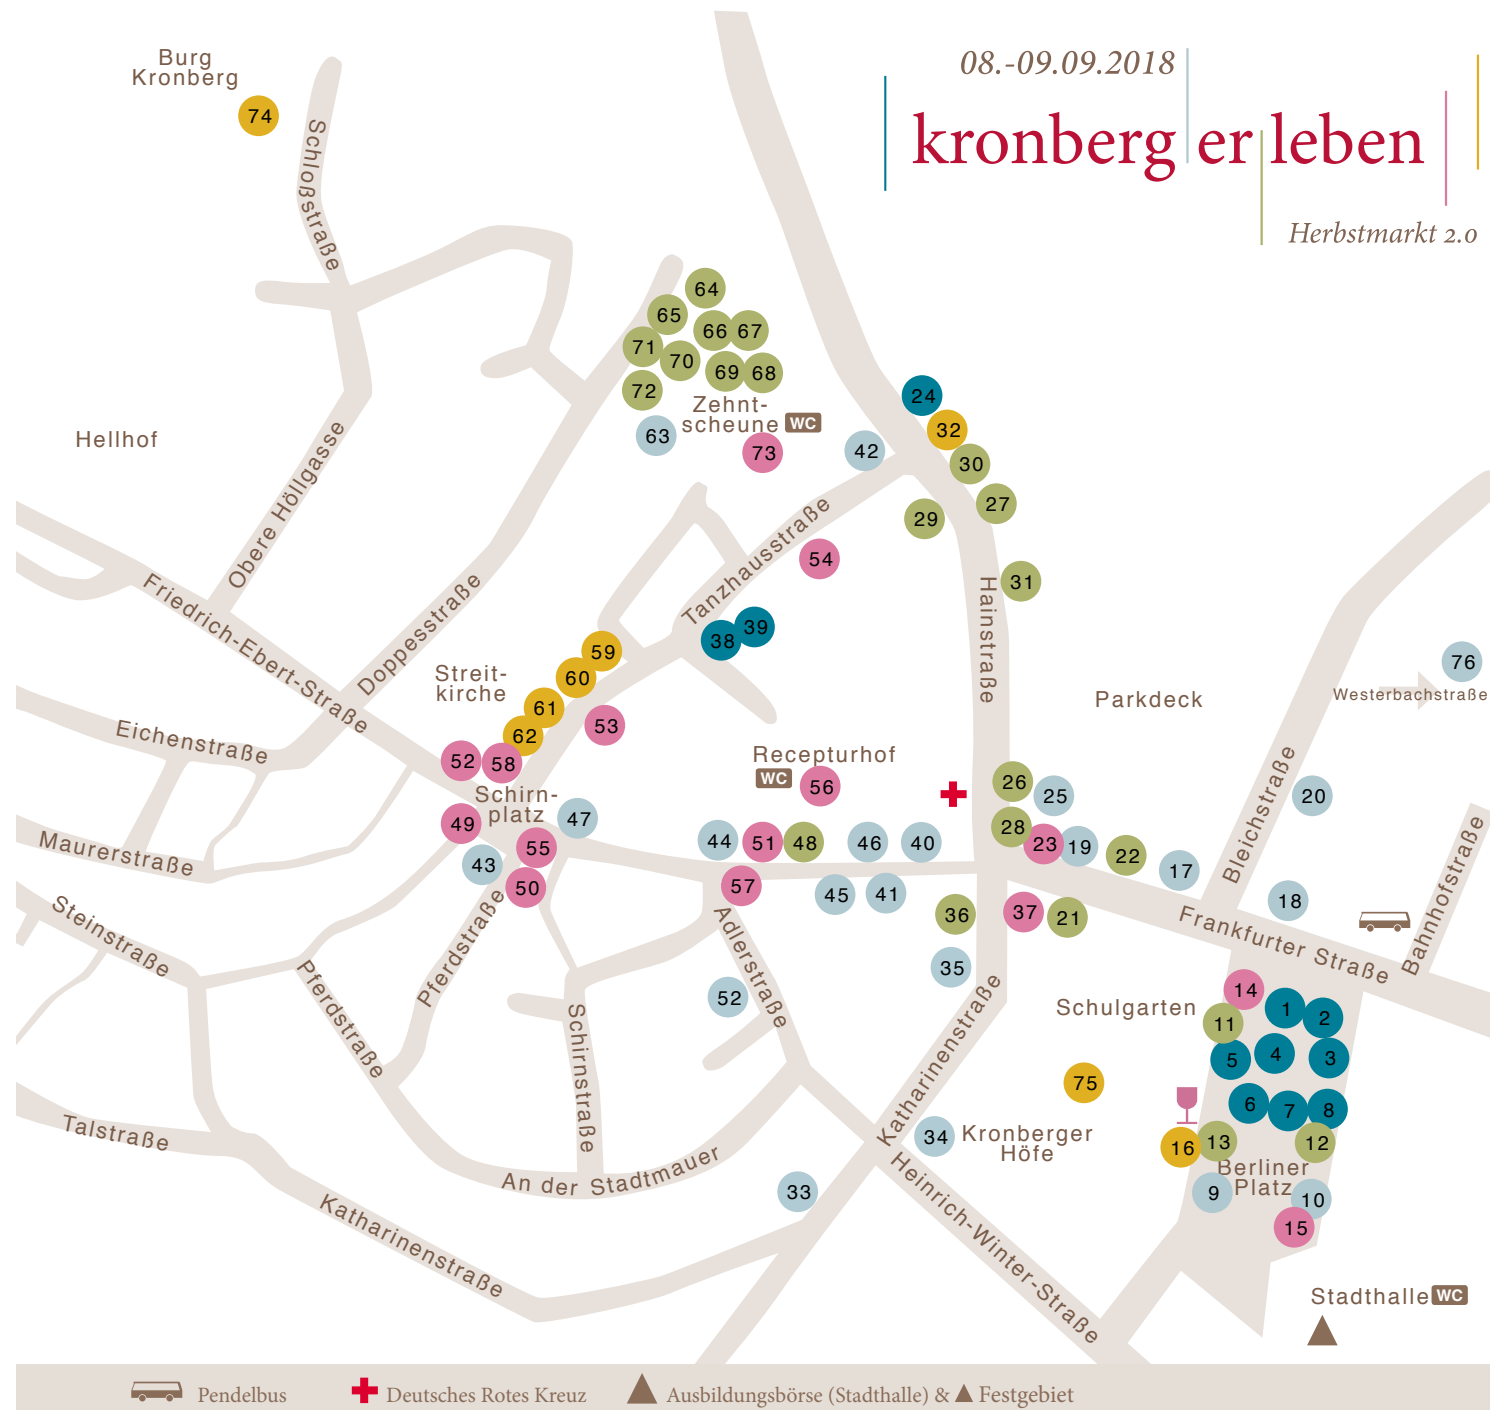 08.-09.09.2018
kronberg er leben
Herbstmarkt 2.0
Burg
Kronberg
74
Schloßstraße
64
65
66
67
71
70
69
68
72
Zehnt-
scheune WC
63
73
42
24
32
30
27
29
31
Hellhof
Obere Höllgasse
Friedrich-Ebert-Straße
Doppesstraße
Tanzhausstraße
54
38
39
Hainstraße
Eichenstraße
Streit-
kirche
59
60
61
62
53
52
58
Schirn-
platz
47
49
55
43
50
Maurerstraße
Steinstraße
Pferdstraße
Pferdstraße
Recepturhof
WC
56
44
51
48
46
40
57
45
41
Parkdeck
76
Westerbachstraße
26
25
28
23
19
22
17
20
18
Bleichstraße
Bahnhofstraße
Frankfurter Straße
36
37
21
35
Adlerstraße
52
Schirnstraße
Katharinenstraße
Schulgarten
14
1
2
11
5
4
3
75
6
7
8
16
13
12
Berliner
Platz
9
10
15
34
Kronberger
Höfe
33
Talstraße
An der Stadtmauer
Katharinenstraße
Heinrich-Winter-Straße
Stadthalle WC
Pendelbus
Deutsches Rotes Kreuz
Ausbildungsbörse (Stadthalle) & Festgebiet